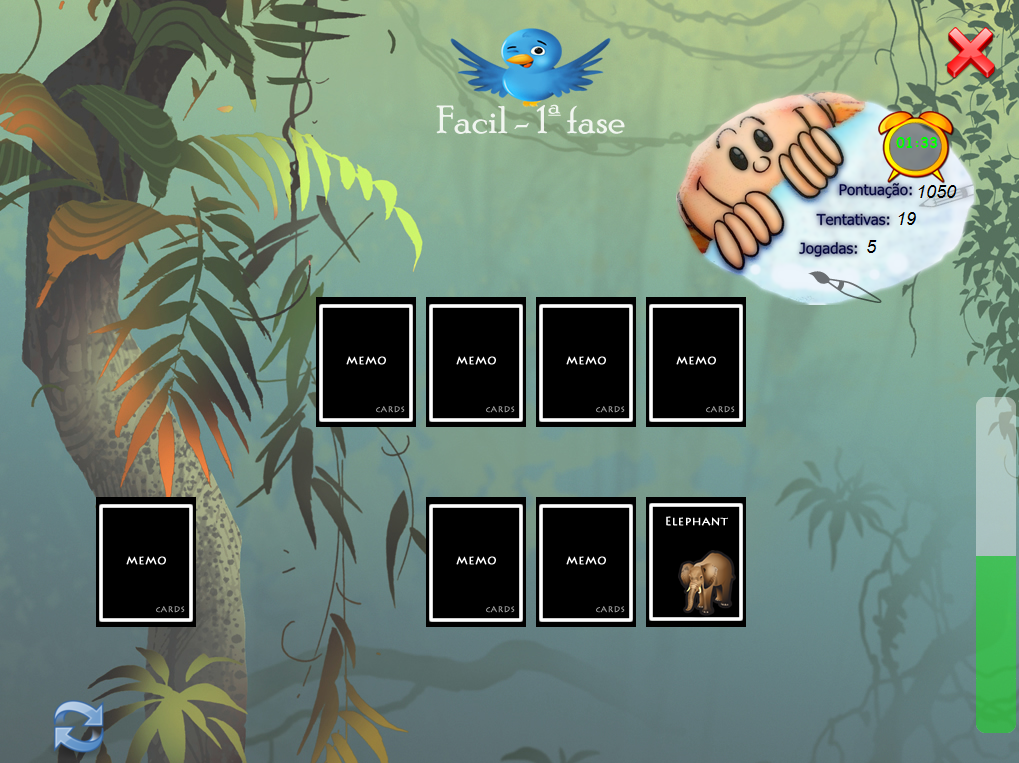 Facil - 1ª fase
01:33
Pontuação: 1050
Tentativas: 19
Jogadas: 5
MEMO MEMO MEMO MEMO
CARDS CARDS CARDS CARDS
ELEPHANT
MEMO MEMO MEMO
CARDS CARDS CARDS